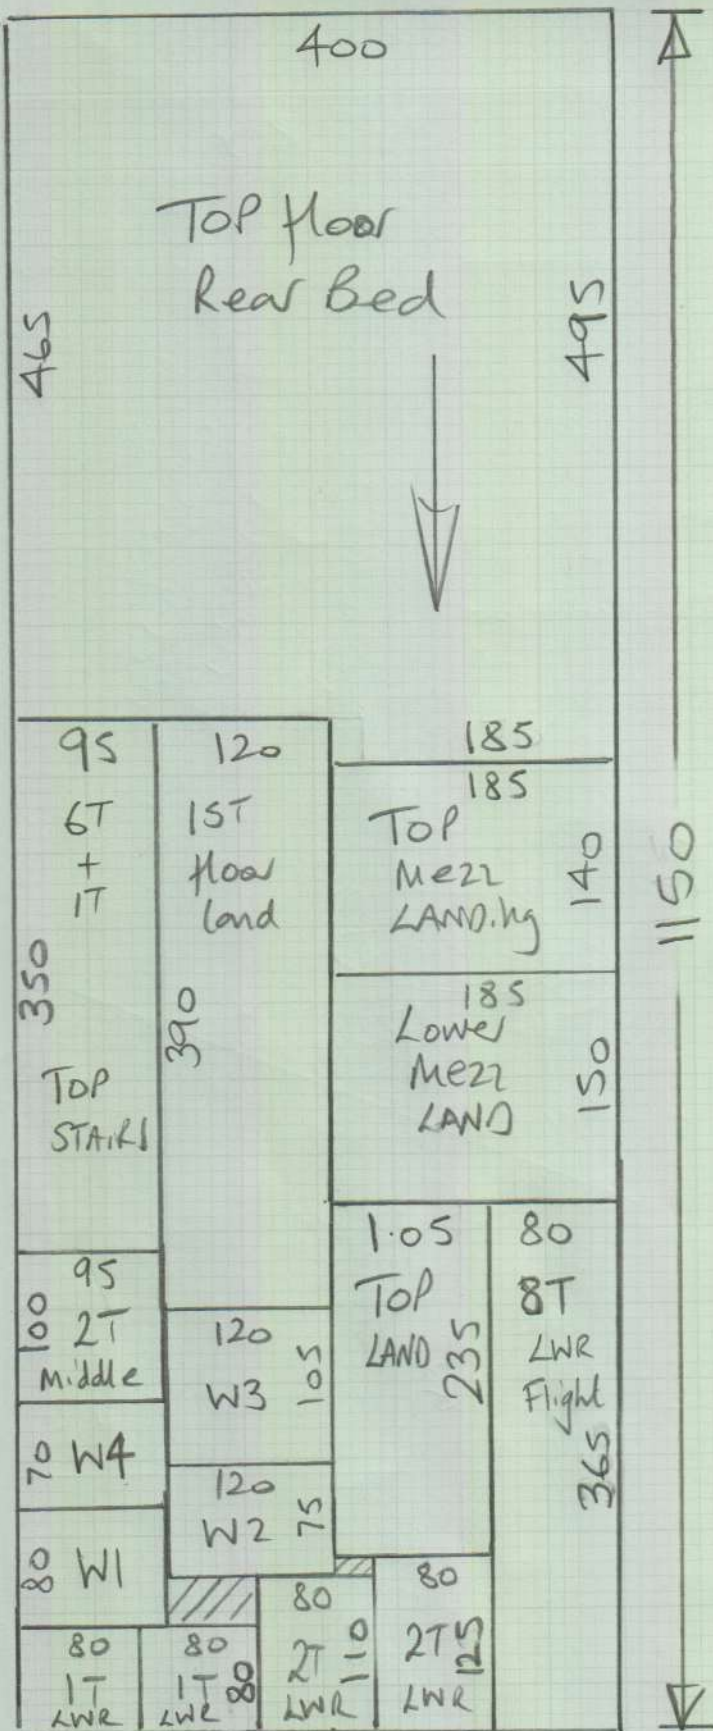 400
TOP floor
Rear Bed
465
495
1150
95
6T
+
1T
350
TOP
STAIRS
120
1ST
floor
Land
390
185
185
TOP
Mezz
LANDing
140
185
Lower
Mezz
LAND
150
95
2T
Middle
100
120
W3
105
1.05
TOP
LAND
235
80
8T
LWR
Flight
365
70 W4
120
W2
75
80 W1
80
1T
LWR
80
1T
LWR
80
80
2T
LWR
110
80
2T
LWR
125